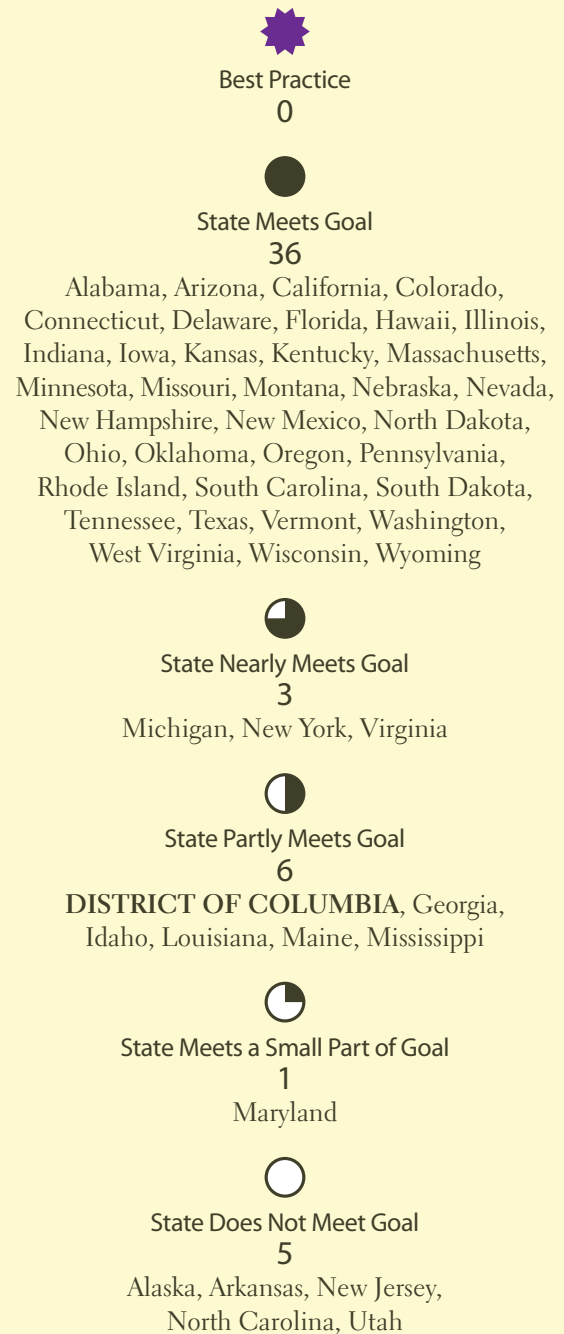 Best Practice
0
State Meets Goal
36
Alabama, Arizona, California, Colorado,
Connecticut, Delaware, Florida, Hawaii, Illinois,
Indiana, Iowa, Kansas, Kentucky, Massachusetts,
Minnesota, Missouri, Montana, Nebraska, Nevada,
New Hampshire, New Mexico, North Dakota,
Ohio, Oklahoma, Oregon, Pennsylvania,
Rhode Island, South Carolina, South Dakota,
Tennessee, Texas, Vermont, Washington,
West Virginia, Wisconsin, Wyoming
State Nearly Meets Goal
3
Michigan, New York, Virginia
State Partly Meets Goal
6
DISTRICT OF COLUMBIA, Georgia,
Idaho, Louisiana, Maine, Mississippi
State Meets a Small Part of Goal
1
Maryland
State Does Not Meet Goal
5
Alaska, Arkansas, New Jersey,
North Carolina, Utah